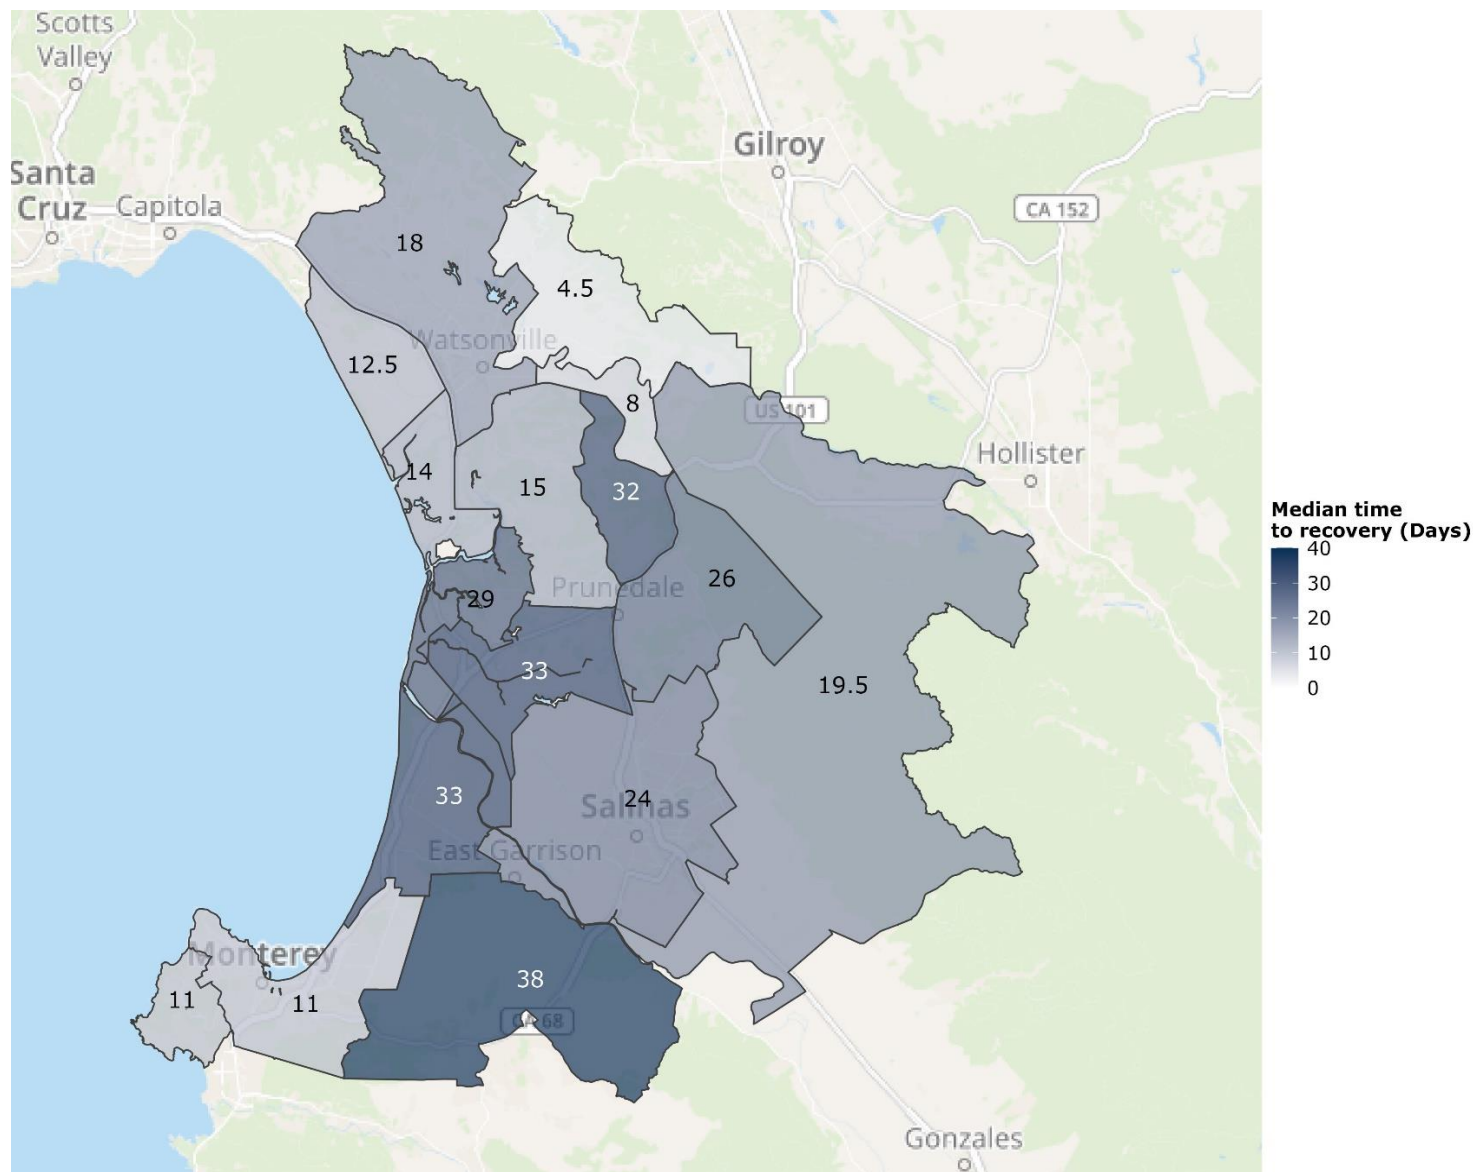 Scotts
Valley
Gilroy
Santa
Cruz
Capitola
CA 152
18
4.5
Watsonville
12.5
8
US 101
Hollister
14
15
32
Median time
to recovery (Days)
40
30
20
10
0
29
Prunedale
26
33
19.5
33
24
Salinas
East Garrison
Monterey
11
11
38
CA 68
Gonzales